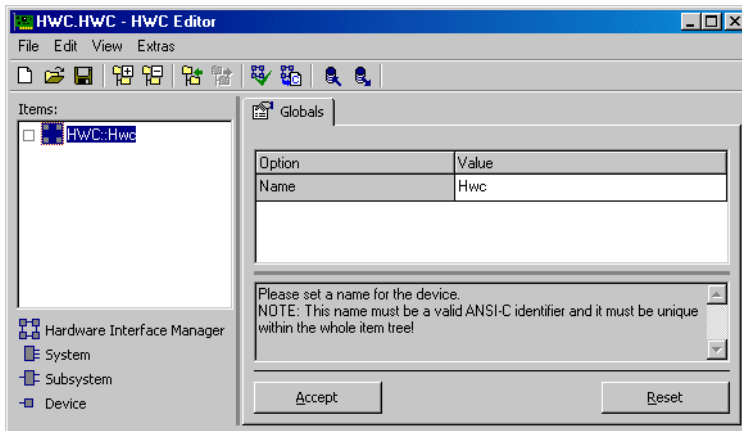 HWC.HWC - HWC Editor
File Edit View Extras
Items:
HWC::Hwc
Globals
Option Value
Name Hwc
Please set a name for the device.
NOTE: This name must be a valid ANSI-C identifier and it must be unique
within the whole item tree!
Hardware Interface Manager
System
Subsystem
Device
Accept Reset